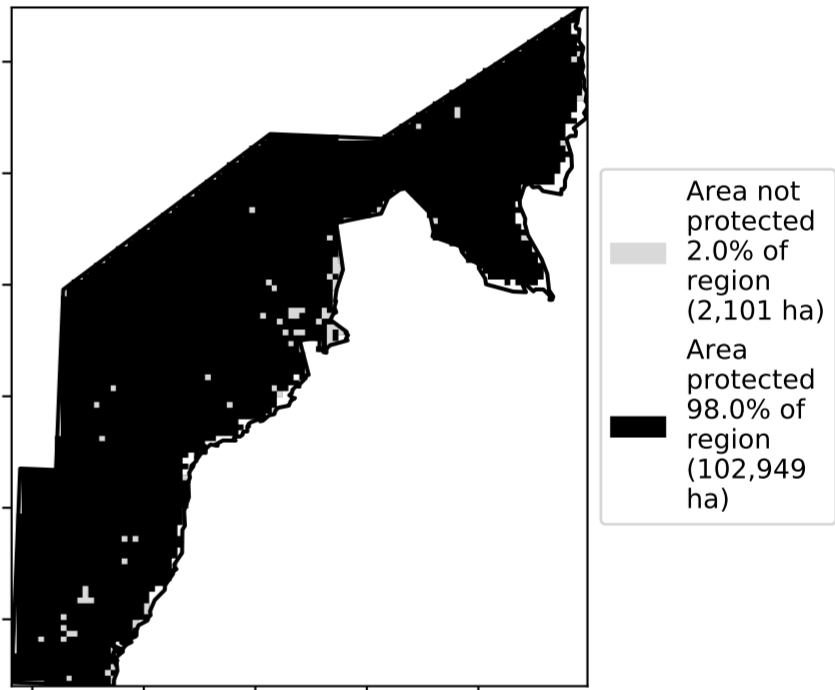 Area not
protected
2.0% of
region
(2,101 ha)
Area
protected
98.0% of
region
(102,949
ha)